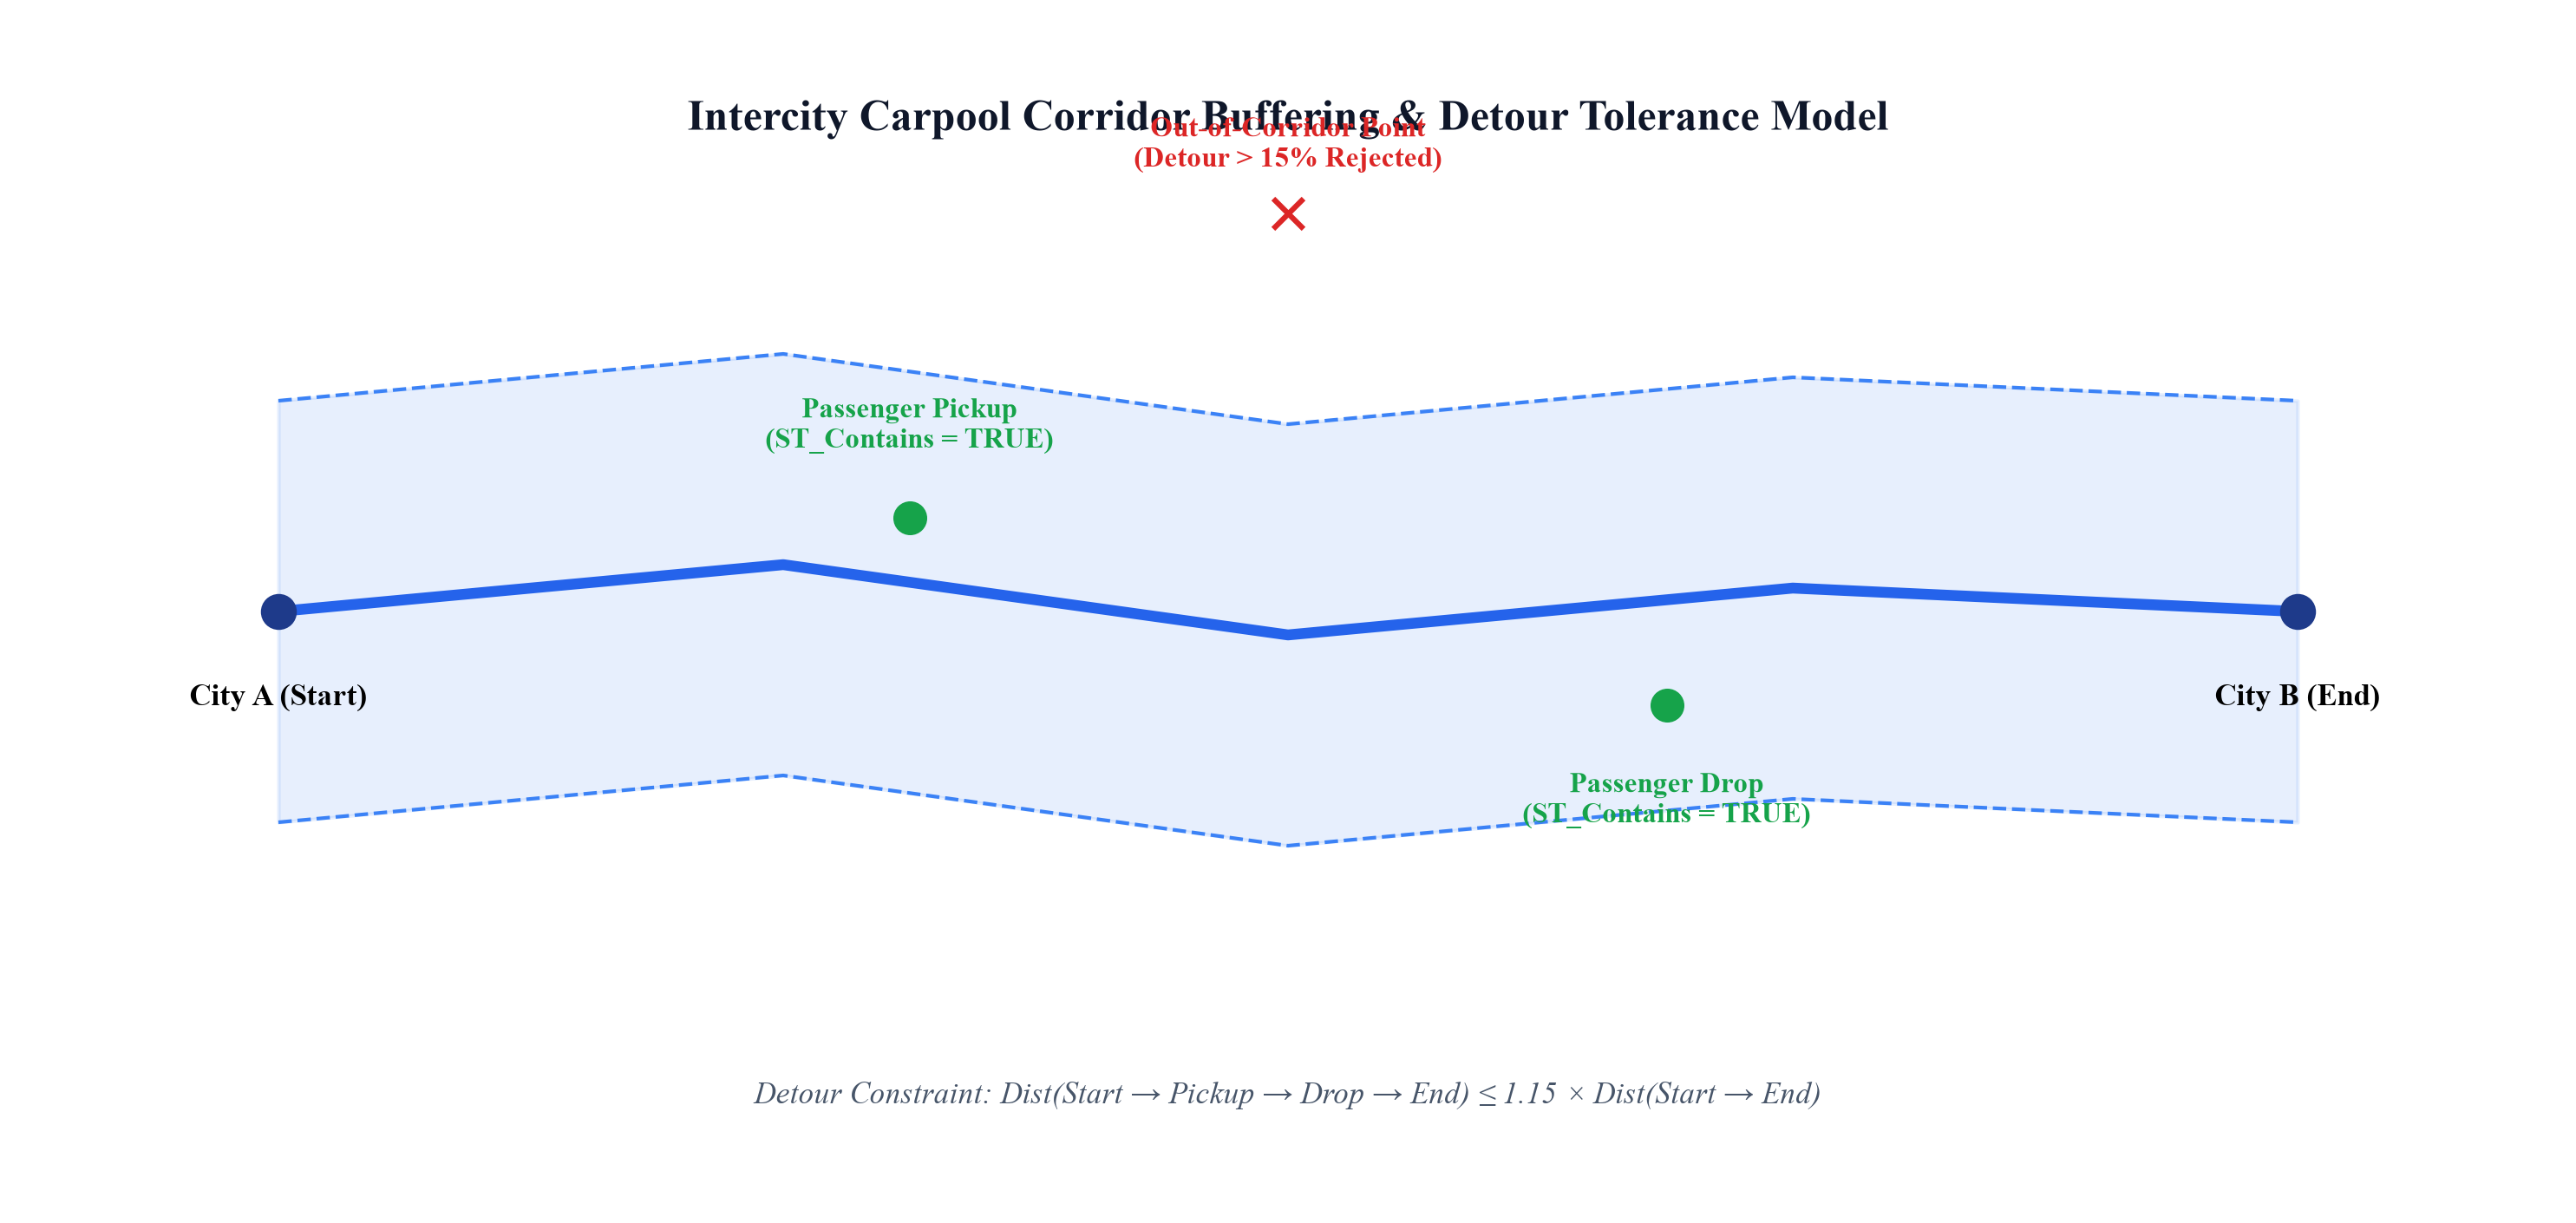 Intercity Carpool Corridor Buffering & Detour Tolerance Model
Out-of-Corridor Point
(Detour > 15% Rejected)
Passenger Pickup
(ST_Contains = TRUE)
City A (Start)
City B (End)
Passenger Drop
(ST_Contains = TRUE)
Detour Constraint: Dist(Start → Pickup → Drop → End) ≤ 1.15 × Dist(Start → End)